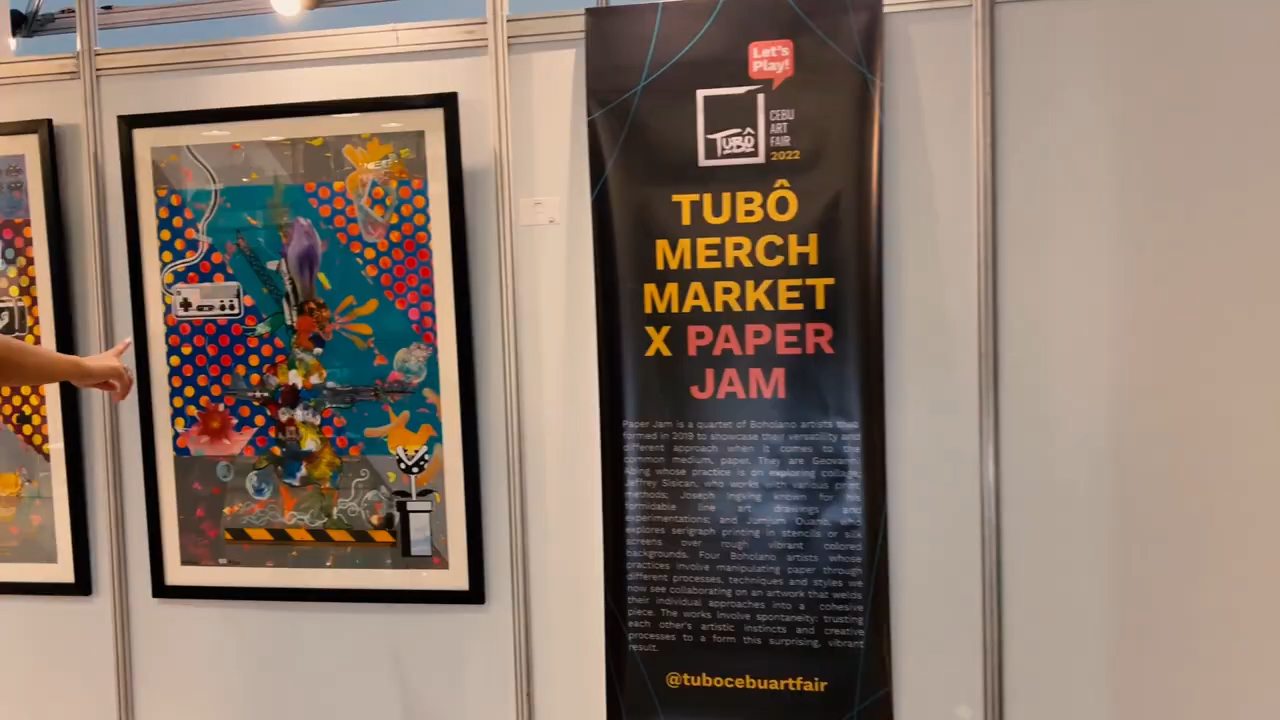 Let's
Play!
TUBÔ
CEBU
ART
FAIR
2022
TUBÔ
MERCH
MARKET
X PAPER
JAM
Paper Jam is a quartet of Boholano artists that
formed in 2019 to showcase their versatility and
different approach when it comes to the
common medium, paper. They are Geovanni
Abing whose practice is on exploring collage;
Jeffrey Sisican, who works with various print
methods; Joseph Ingking known for his
formidable line art drawings and
experimentations; and Jumjum Ouano, who
explores serigraph printing in stencils or silk
screens over rough vibrant colored
backgrounds. Four Boholano artists whose
practices involve manipulating paper through
different processes, techniques and styles we
now see collaborating on an artwork that welds
their individual approaches into a cohesive
piece. The works involve spontaneity: trusting
each other's artistic instincts and creative
processes to a form this surprising, vibrant
result.
@tubocebuartfair